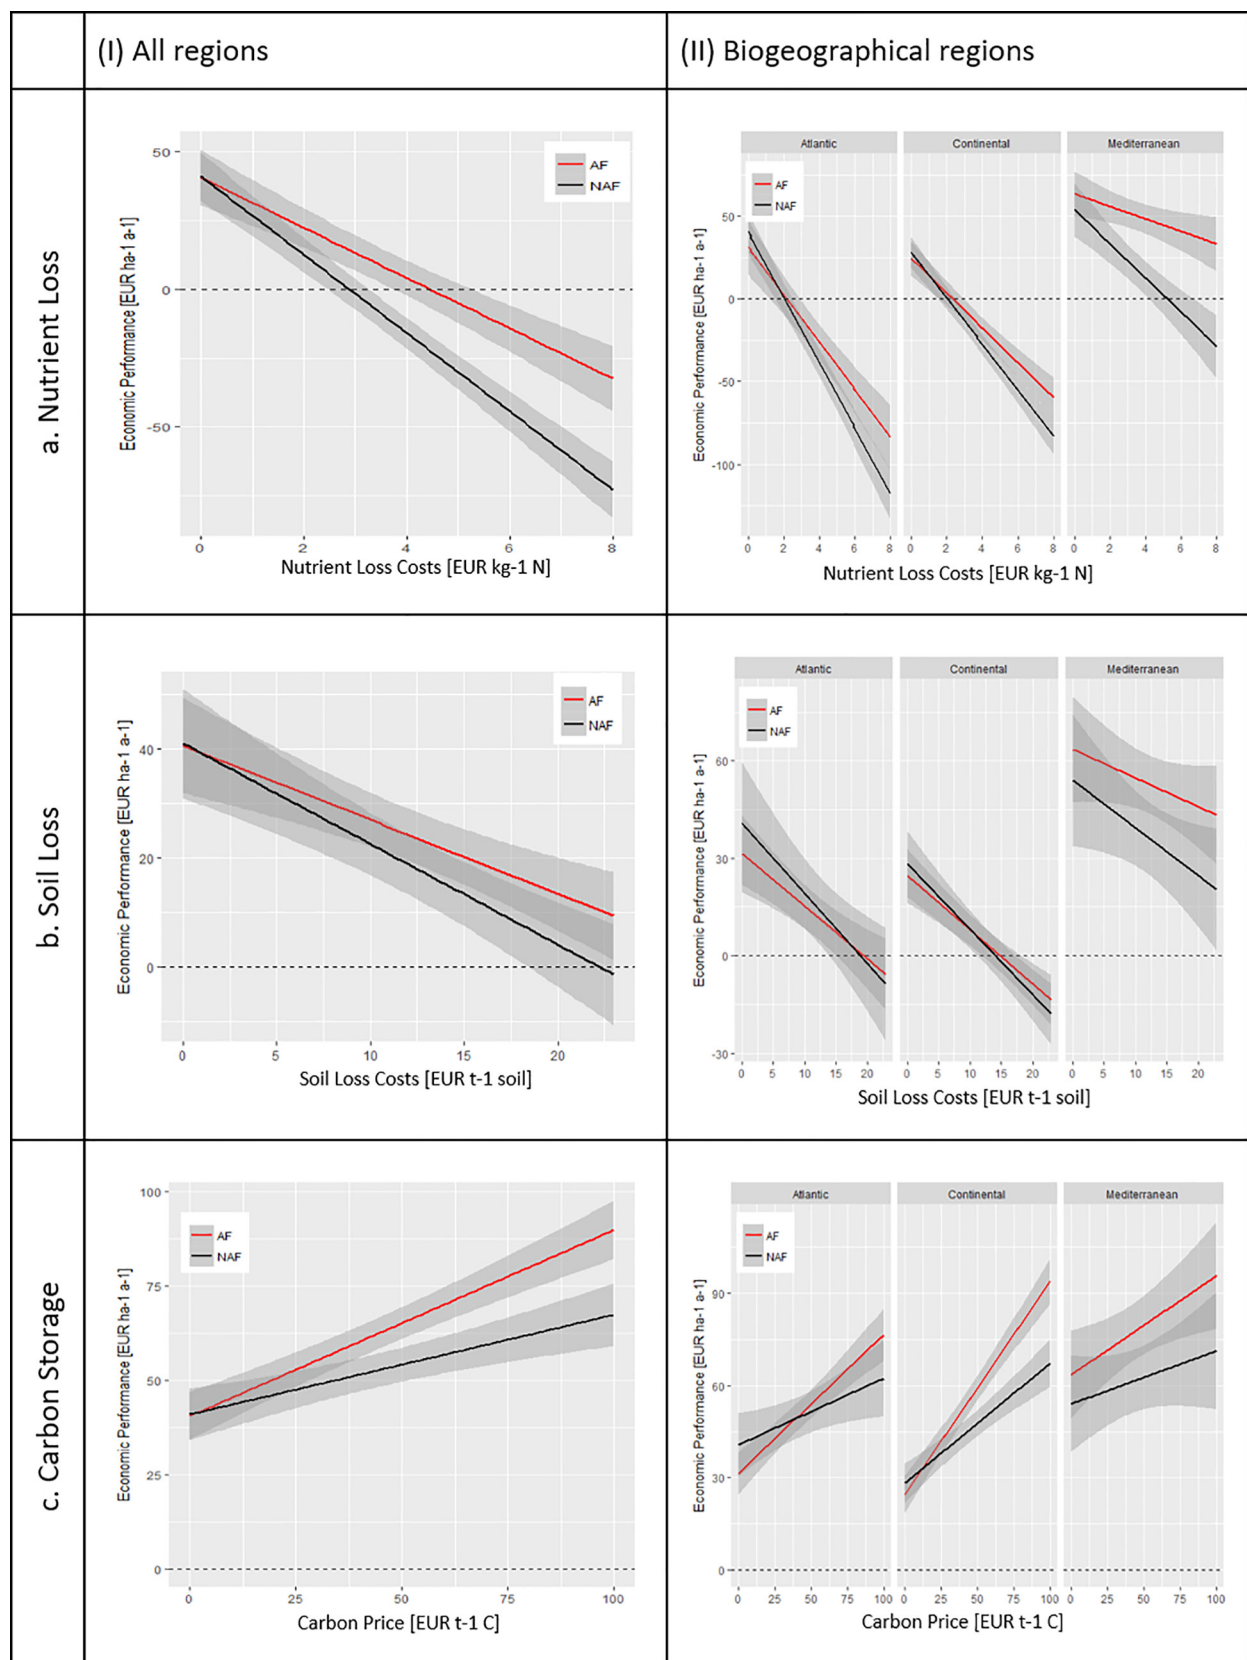 (I) All regions
(II) Biogeographical regions
a. Nutrient Loss
Economic Performance [EUR ha-1 a-1]
50
0
-50
AF
NAF
0 2 4 6 8
Nutrient Loss Costs [EUR kg-1 N]
Economic Performance [EUR ha-1 a-1]
Atlantic Continental Mediterranean
50
0
-50
-100
AF
NAF
0 2 4 6 8 0 2 4 6 8 0 2 4 6 8
Nutrient Loss Costs [EUR kg-1 N]
b. Soil Loss
Economic Performance [EUR ha-1 a-1]
40
20
0
AF
NAF
0 5 10 15 20
Soil Loss Costs [EUR t-1 soil]
Economic Performance [EUR ha-1 a-1]
Atlantic Continental Mediterranean
60
30
0
-30
AF
NAF
0 5 10 15 20 0 5 10 15 20 0 5 10 15 20
Soil Loss Costs [EUR t-1 soil]
c. Carbon Storage
Economic Performance [EUR ha-1 a-1]
100
75
50
25
0
AF
NAF
0 25 50 75 100
Carbon Price [EUR t-1 C]
Economic Performance [EUR ha-1 a-1]
Atlantic Continental Mediterranean
90
60
30
0
AF
NAF
0 25 50 75 100 0 25 50 75 100 0 25 50 75 100
Carbon Price [EUR t-1 C]